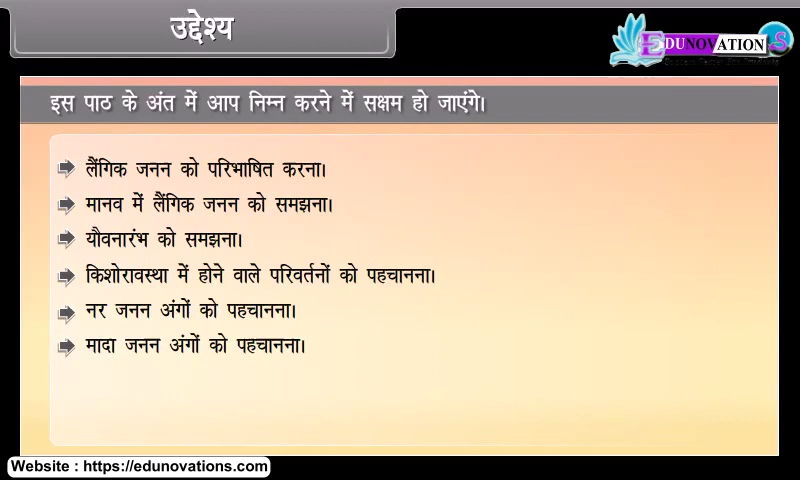 उद्देश्य
EDUNOVATIONS
इस पाठ के अंत में आप निम्न करने में सक्षम हो जाएंगे।
लैंगिक जनन को परिभाषित करना।
मानव में लैंगिक जनन को समझना।
यौवनारंभ को समझना।
किशोरावस्था में होने वाले परिवर्तनों को पहचानना।
नर जनन अंगों को पहचानना।
मादा जनन अंगों को पहचानना।
Website : https://edunovations.com